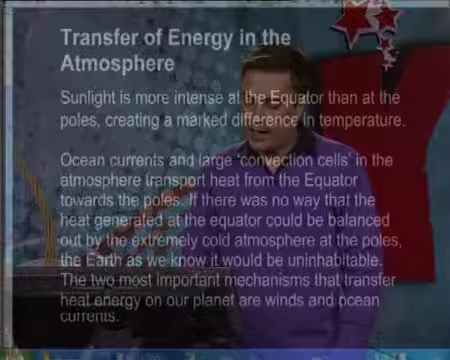 Transfer of Energy in the
Atmosphere
Sunlight is more intense at the Equator than at the
poles, creating a marked difference in temperature.
Ocean currents and large 'convection cells' in the
atmosphere transport heat from the Equator
towards the poles. If there was no way that the
heat generated at the equator could be balanced
out by the extremely cold atmosphere at the poles,
the Earth as we know it would be uninhabitable.
The two most important mechanisms that transfer
heat energy on our planet are winds and ocean
currents.